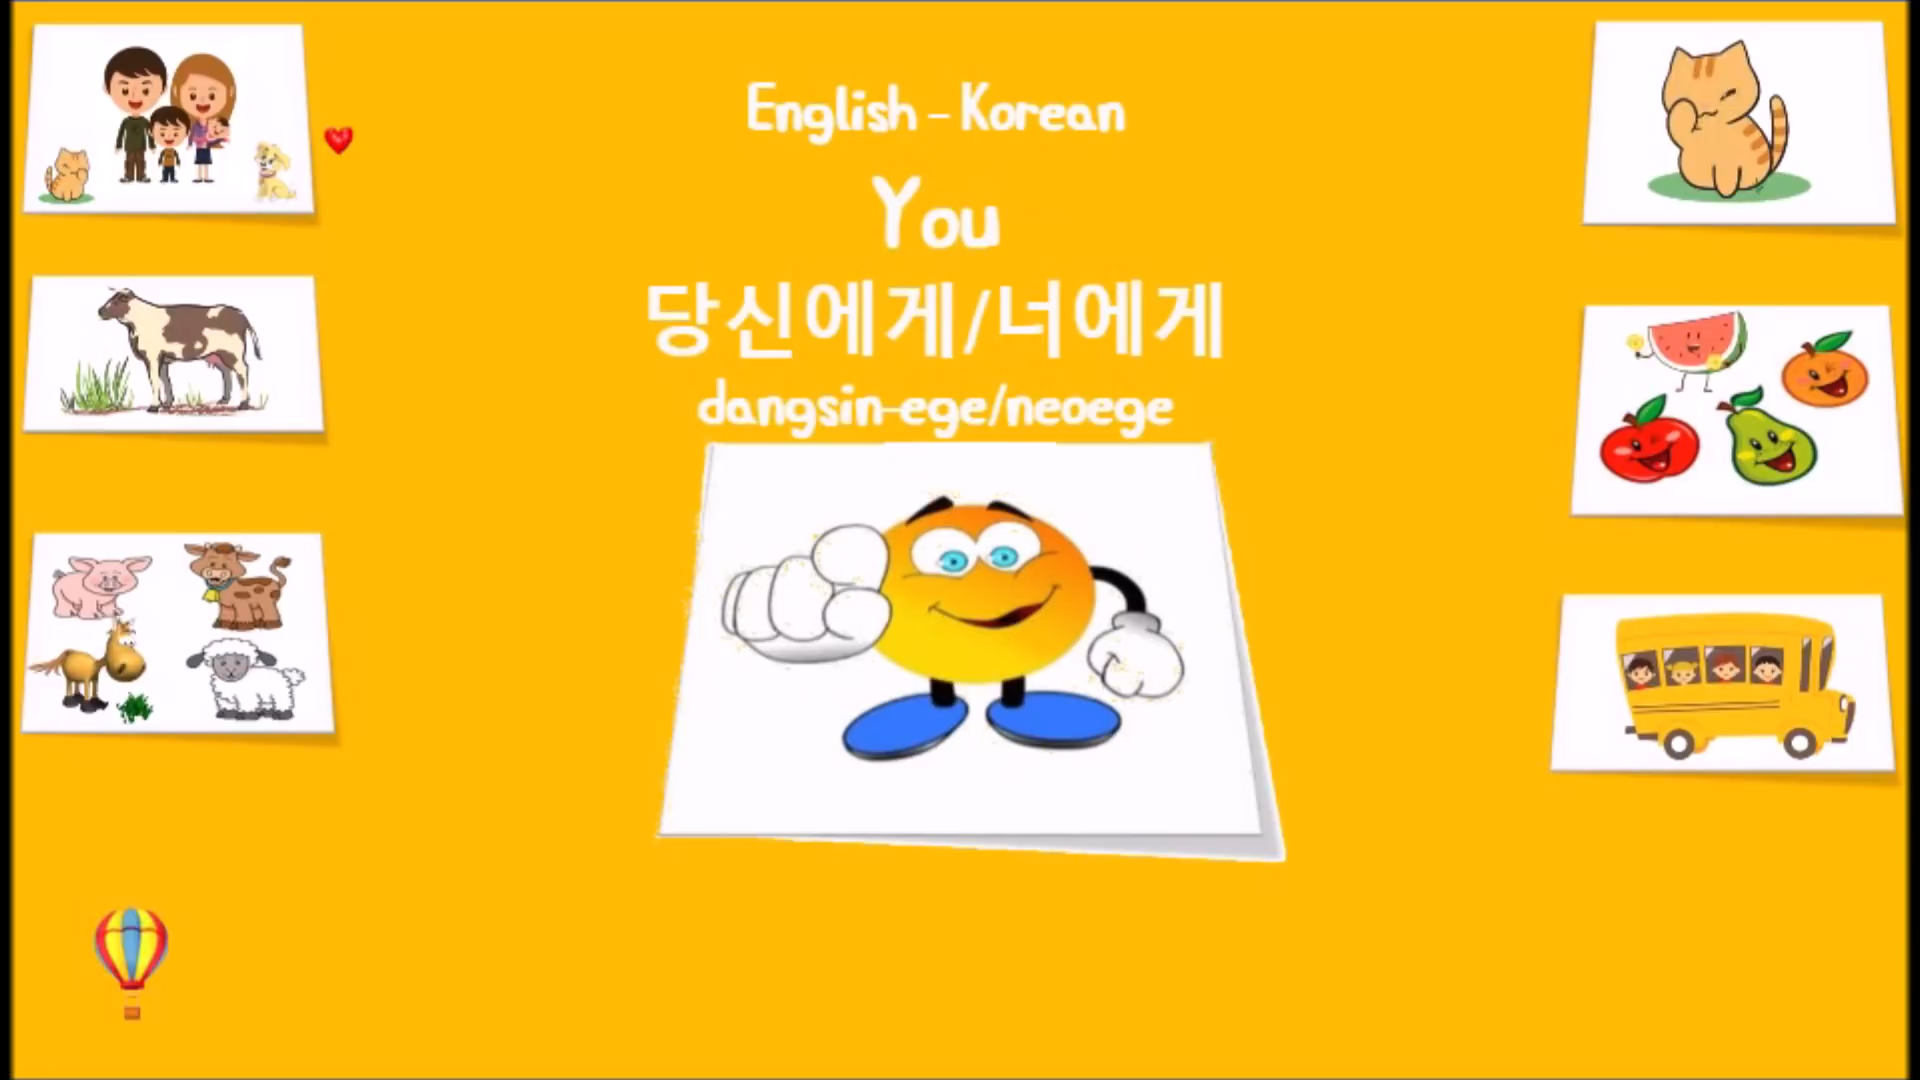 English - Korean
You
당신에게/너에게
dangsin-ege/neoege